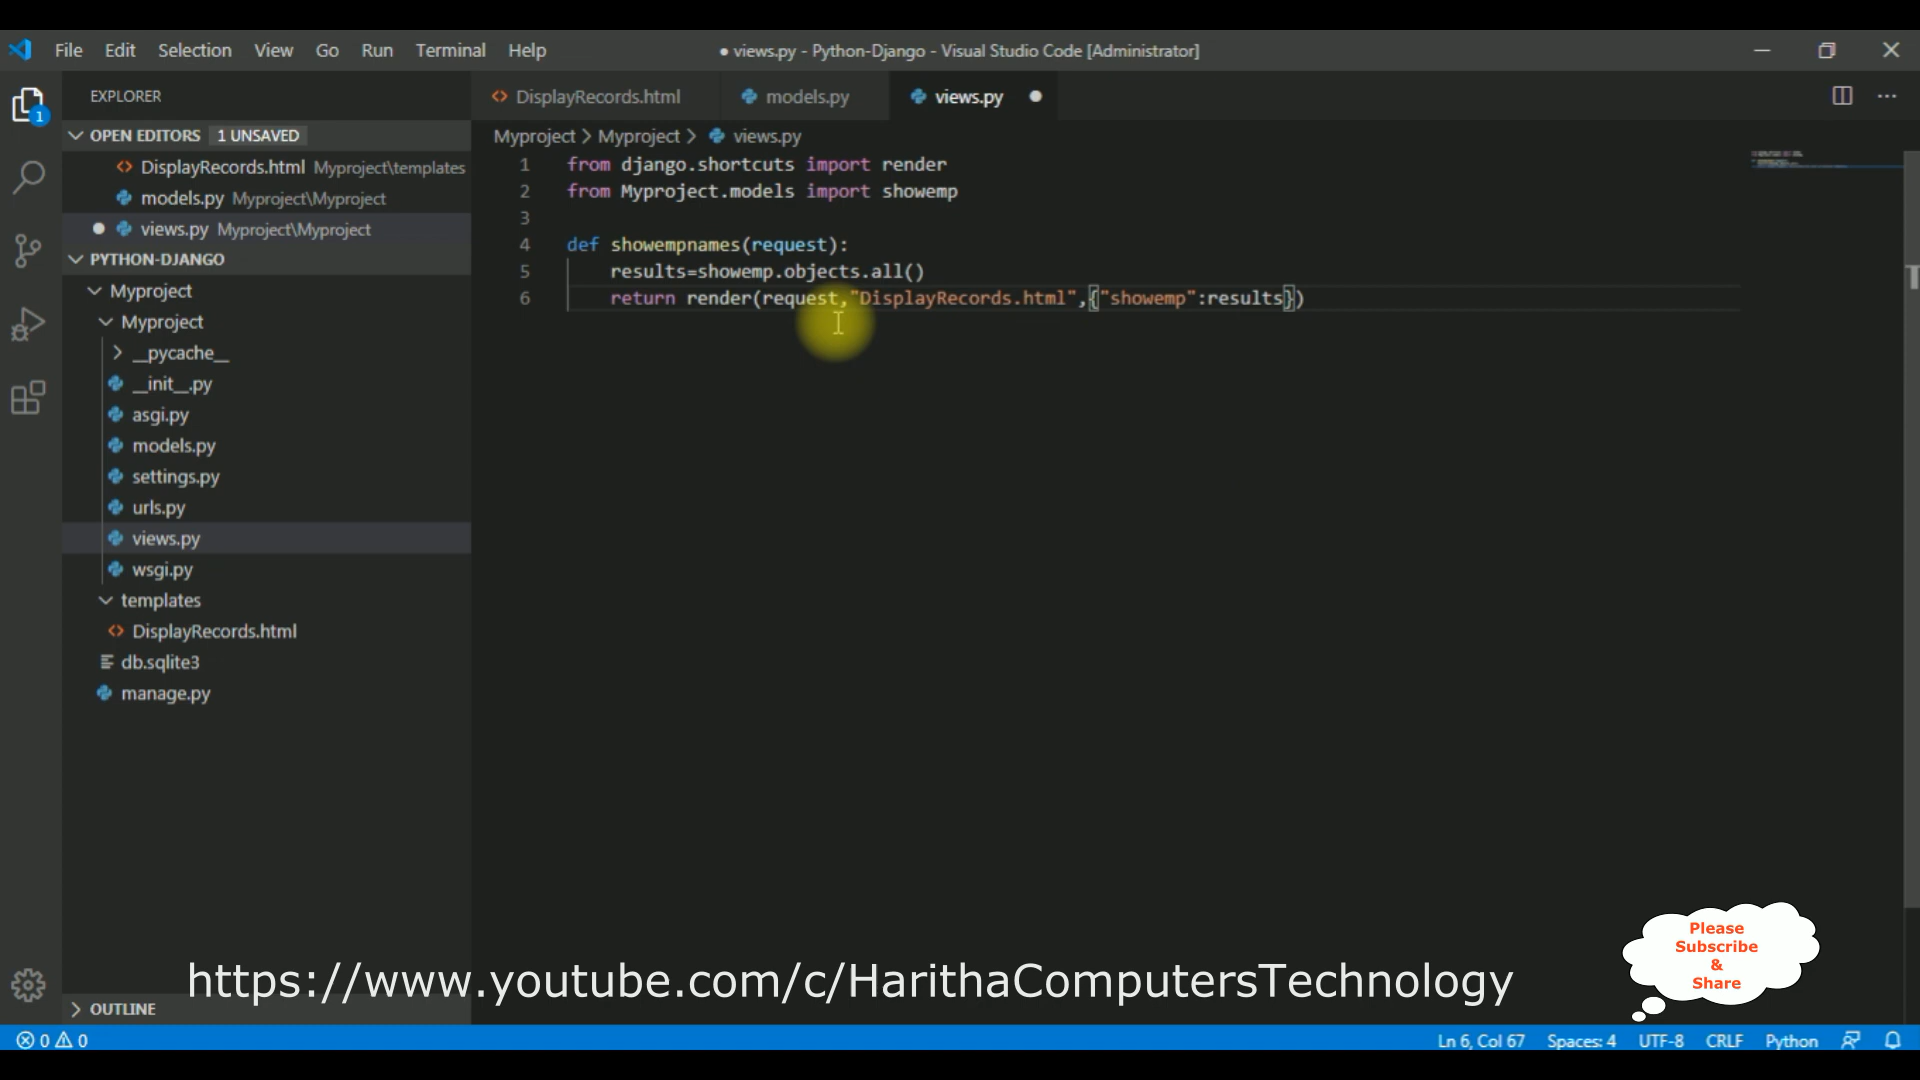 File Edit Selection View Go Run Terminal Help
● views.py - Python-Django - Visual Studio Code [Administrator]
1
EXPLORER
OPEN EDITORS 1 UNSAVED
DisplayRecords.html Myproject\templates
models.py Myproject\Myproject
views.py Myproject\Myproject
PYTHON-DJANGO
Myproject
Myproject
__pycache__
__init__.py
asgi.py
models.py
settings.py
urls.py
views.py
wsgi.py
templates
DisplayRecords.html
db.sqlite3
manage.py
OUTLINE
DisplayRecords.html models.py views.py
Myproject > Myproject > views.py
1 from django.shortcuts import render
2 from Myproject.models import showemp
3
4 def showempnames(request):
5 results=showemp.objects.all()
6 return render(request,"DisplayRecords.html",{"showemp":results})
Please
Subscribe
&
Share
https://www.youtube.com/c/HarithaComputersTechnology
0 0
Ln 6, Col 67 Spaces: 4 UTF-8 CRLF Python